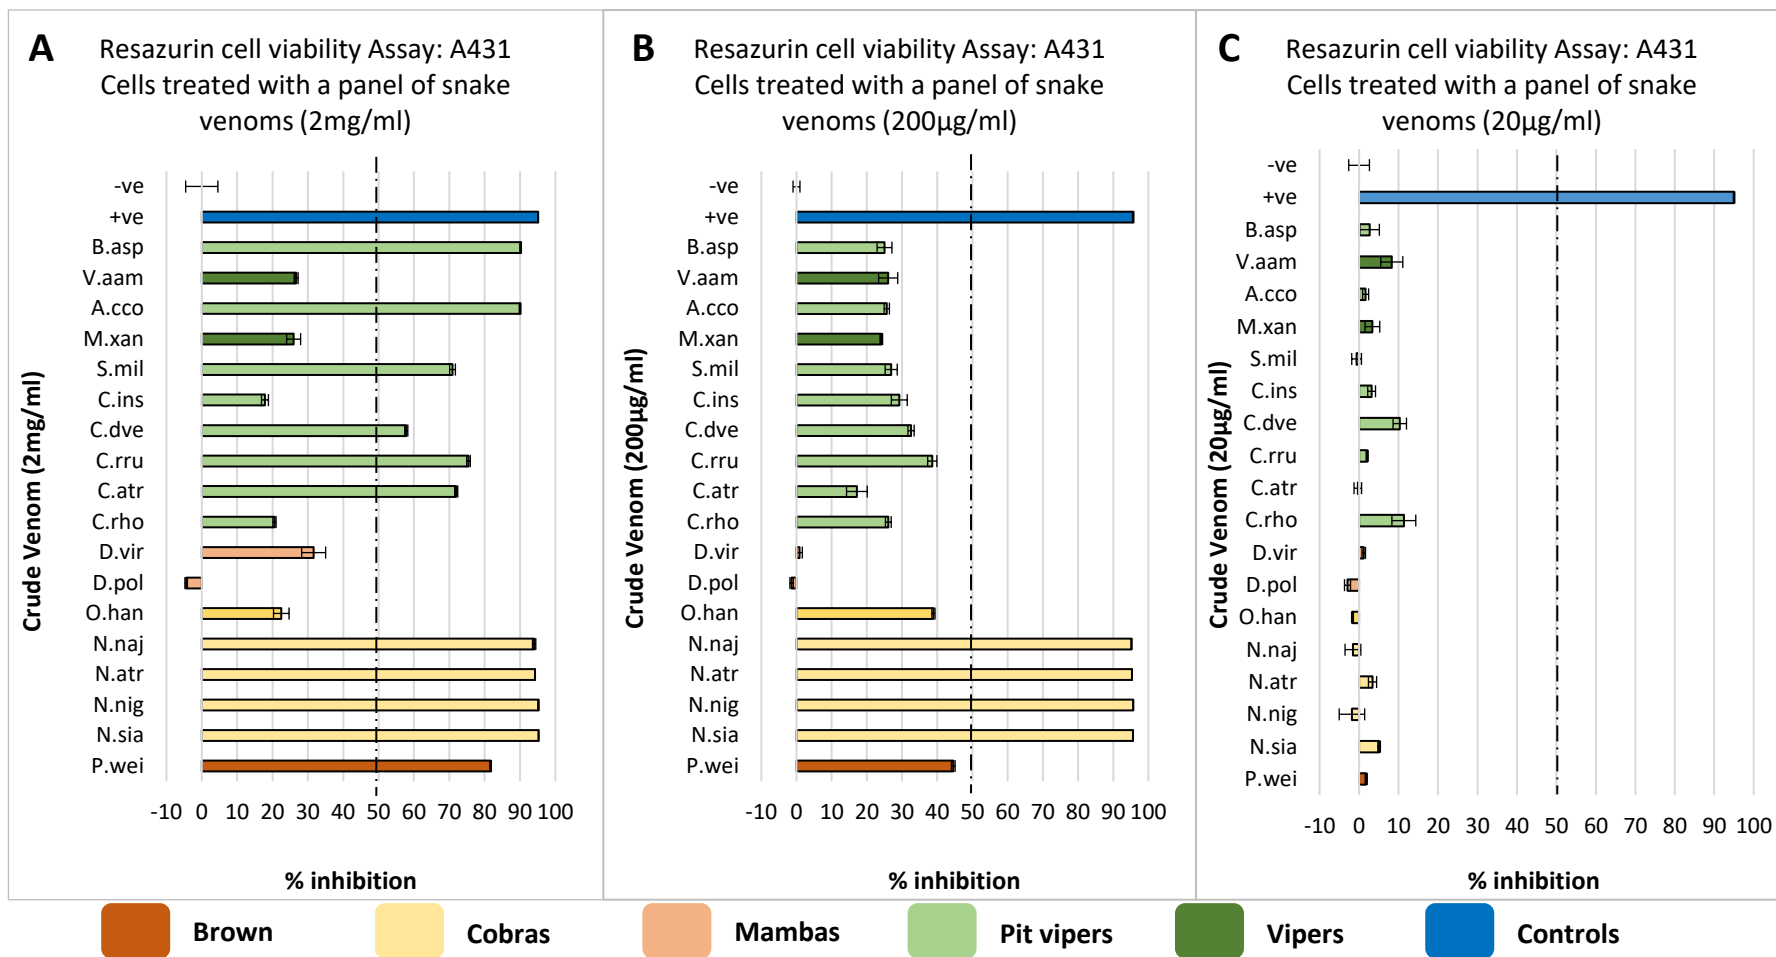 A
Resazurin cell viability Assay: A431
Cells treated with a panel of snake
venoms (2mg/ml)
Crude Venom (2mg/ml)
-ve
+ve
B.asp
V.aam
A.cco
M.xan
S.mil
C.ins
C.dve
C.rru
C.atr
C.rho
D.vir
D.pol
O.han
N.naj
N.atr
N.nig
N.sia
P.wei
-10 0 10 20 30 40 50 60 70 80 90 100
% inhibition
B
Resazurin cell viability Assay: A431
Cells treated with a panel of snake
venoms (200µg/ml)
Crude Venom (200µg/ml)
-ve
+ve
B.asp
V.aam
A.cco
M.xan
S.mil
C.ins
C.dve
C.rru
C.atr
C.rho
D.vir
D.pol
O.han
N.naj
N.atr
N.nig
N.sia
P.wei
-10 0 10 20 30 40 50 60 70 80 90 100
% inhibition
C
Resazurin cell viability Assay: A431
Cells treated with a panel of snake
venoms (20µg/ml)
Crude Venom (20µg/ml)
-ve
+ve
B.asp
V.aam
A.cco
M.xan
S.mil
C.ins
C.dve
C.rru
C.atr
C.rho
D.vir
D.pol
O.han
N.naj
N.atr
N.nig
N.sia
P.wei
-10 0 10 20 30 40 50 60 70 80 90 100
% inhibition
Brown
Cobras
Mambas
Pit vipers
Vipers
Controls